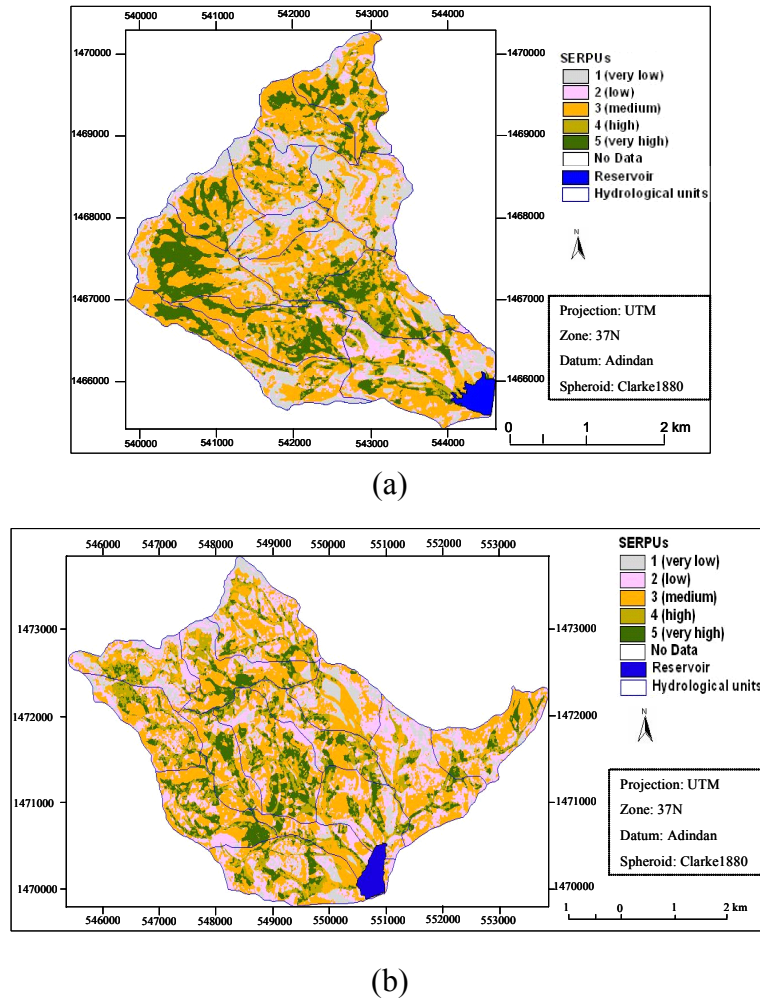 540000 541000 542000 543000 544000
1470000 1470000
SERPUs
1 (very low)
2 (low)
3 (medium)
4 (high)
5 (very high)
No Data
Reservoir
Hydrological units
1469000 1469000
1468000 1468000
N
1467000 1467000
1466000 1466000
Projection: UTM
Zone: 37N
Datum: Adindan
Spheroid: Clarke1880
540000 541000 542000 543000 544000
0 1 2 km
(a)
546000 547000 548000 549000 550000 551000 552000 553000
SERPUs
1 (very low)
2 (low)
3 (medium)
4 (high)
5 (very high)
No Data
Reservoir
Hydrological units
1473000 1473000
1472000 1472000
N
1471000 1471000
1470000 1470000
Projection: UTM
Zone: 37N
Datum: Adindan
Spheroid: Clarke1880
546000 547000 548000 549000 550000 551000 552000 553000
1 0 1 2 km
(b)